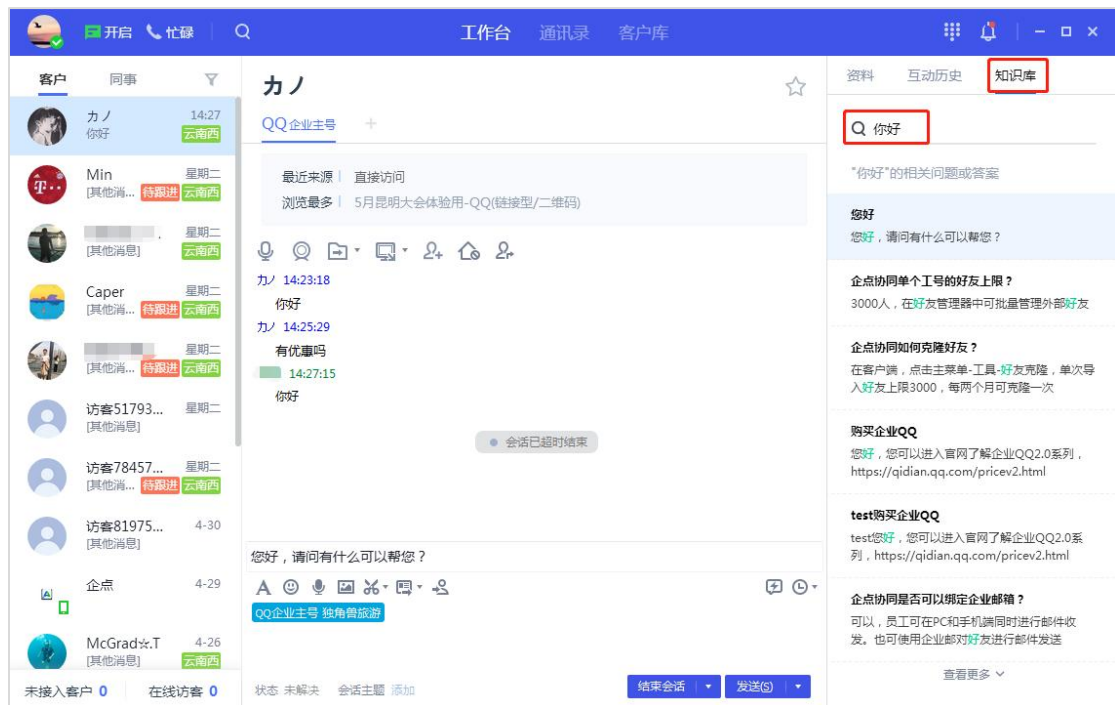 开启 忙碌 工作台 通讯录 客户库
客户 同事
カノ 14:27
你好 云南西
Min 星期二
[其他消... 待跟进 云南西
. 星期二
[其他消息] 云南西
Caper 星期二
[其他消... 待跟进 云南西
星期二
[其他消... 待跟进 云南西
访客51793... 星期二
[其他消息]
访客78457... 星期二
[其他消... 待跟进 云南西
访客81975... 4-30
[其他消息]
企点 4-29
McGrad☆.T 4-26
[其他消息] 云南西
未接入客户 0 在线访客 0
カノ
QQ企业主号 +
最近来源 直接访问
浏览最多 5月昆明大会体验用-QQ(链接型/二维码)
カノ 14:23:18
你好
カノ 14:25:29
有优惠吗
14:27:15
你好
会话已超时结束
您好，请问有什么可以帮您？
QQ企业主号 独角兽旅游
状态 未解决 会话主题 添加
结束会话 发送(S)
资料 互动历史 知识库
你好
"你好"的相关问题或答案
您好
您好，请问有什么可以帮您？
企点协同单个工号的好友上限？
3000人，在好友管理器中可批量管理外部好友
企点协同如何克隆好友？
在客户端，点击主菜单-工具-好友克隆，单次导
入好友上限3000，每两个月可克隆一次
购买企业QQ
您好，您可以进入官网了解企业QQ2.0系列，
https://qidian.qq.com/pricev2.html
test购买企业QQ
test您好，您可以进入官网了解企业QQ2.0系
列，https://qidian.qq.com/pricev2.html
企点协同是否可以绑定企业邮箱？
可以，员工可在PC和手机端同时进行邮件收
发。也可使用企业邮对好友进行邮件发送
查看更多